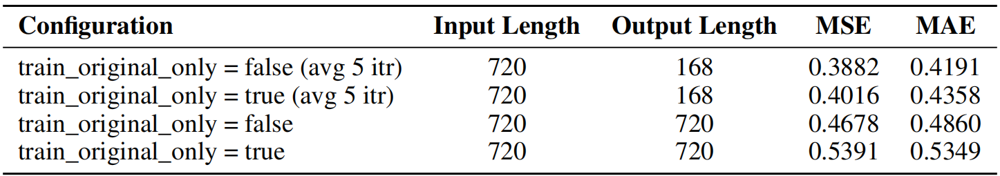 Configuration Input Length Output Length MSE MAE
train_original_only = false (avg 5 itr) 720 168 0.3882 0.4191
train_original_only = true (avg 5 itr) 720 168 0.4016 0.4358
train_original_only = false 720 720 0.4678 0.4860
train_original_only = true 720 720 0.5391 0.5349